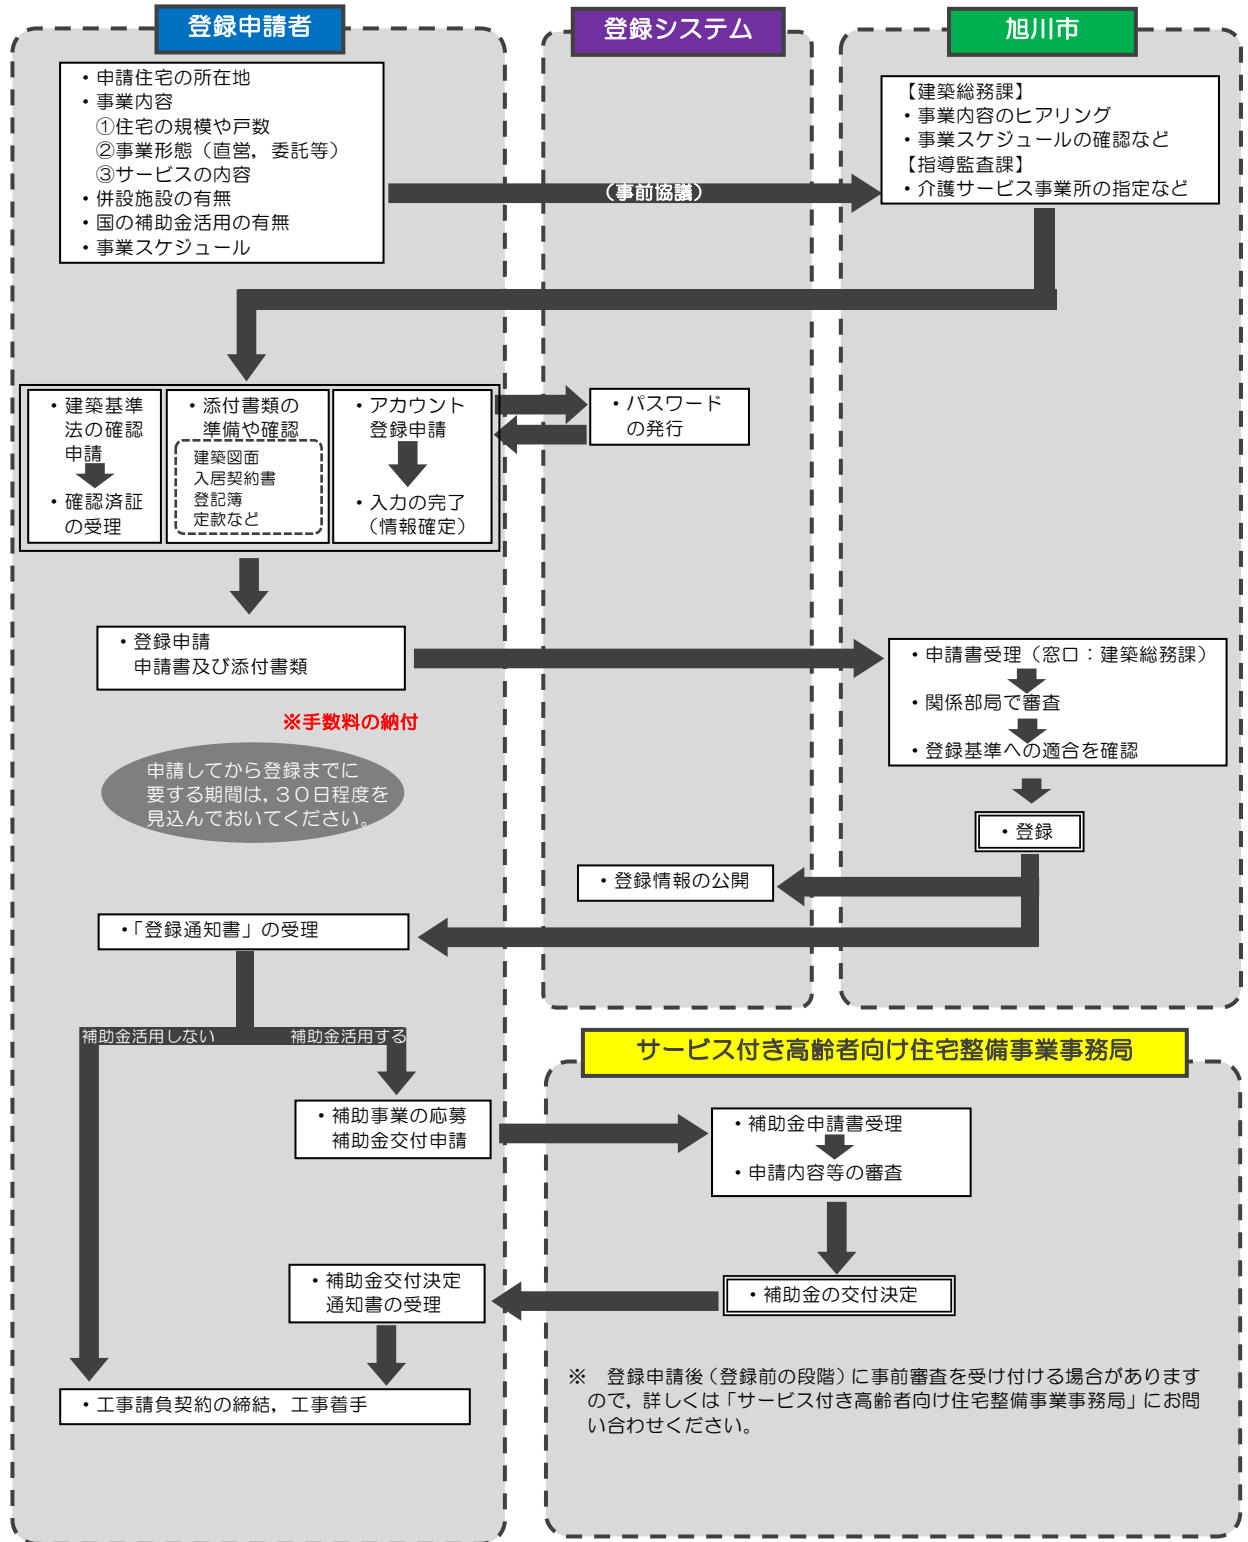 登録申請者
登録システム
旭川市
・申請住宅の所在地
・事業内容
①住宅の規模や戸数
②事業形態（直営，委託等）
③サービスの内容
・併設施設の有無
・国の補助金活用の有無
・事業スケジュール
（事前協議）
【建築総務課】
・事業内容のヒアリング
・事業スケジュールの確認など
【指導監査課】
・介護サービス事業所の指定など
・建築基準
法の確認
申請
・確認済証
の受理
・添付書類の
準備や確認
建築図面
入居契約書
登記簿
定款など
・アカウント
登録申請
・入力の完了
（情報確定）
・パスワード
の発行
・登録申請
申請書及び添付書類
※手数料の納付
申請してから登録までに
要する期間は，３０日程度を
見込んでおいてください。
・申請書受理（窓口：建築総務課）
・関係部局で審査
・登録基準への適合を確認
・登録
・登録情報の公開
・「登録通知書」の受理
補助金活用しない
補助金活用する
サービス付き高齢者向け住宅整備事業事務局
・補助事業の応募
補助金交付申請
・補助金申請書受理
・申請内容等の審査
・補助金の交付決定
・補助金交付決定
通知書の受理
・工事請負契約の締結，工事着手
※　登録申請後（登録前の段階）に事前審査を受け付ける場合があります
ので，詳しくは「サービス付き高齢者向け住宅整備事業事務局」にお問
い合わせください。